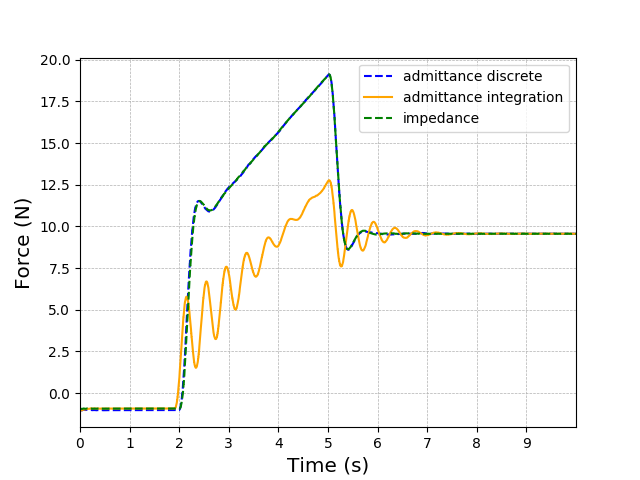 20.0
17.5
15.0
12.5
10.0
7.5
5.0
2.5
0.0
Force (N)
admittance discrete
admittance integration
impedance
0 1 2 3 4 5 6 7 8 9
Time (s)